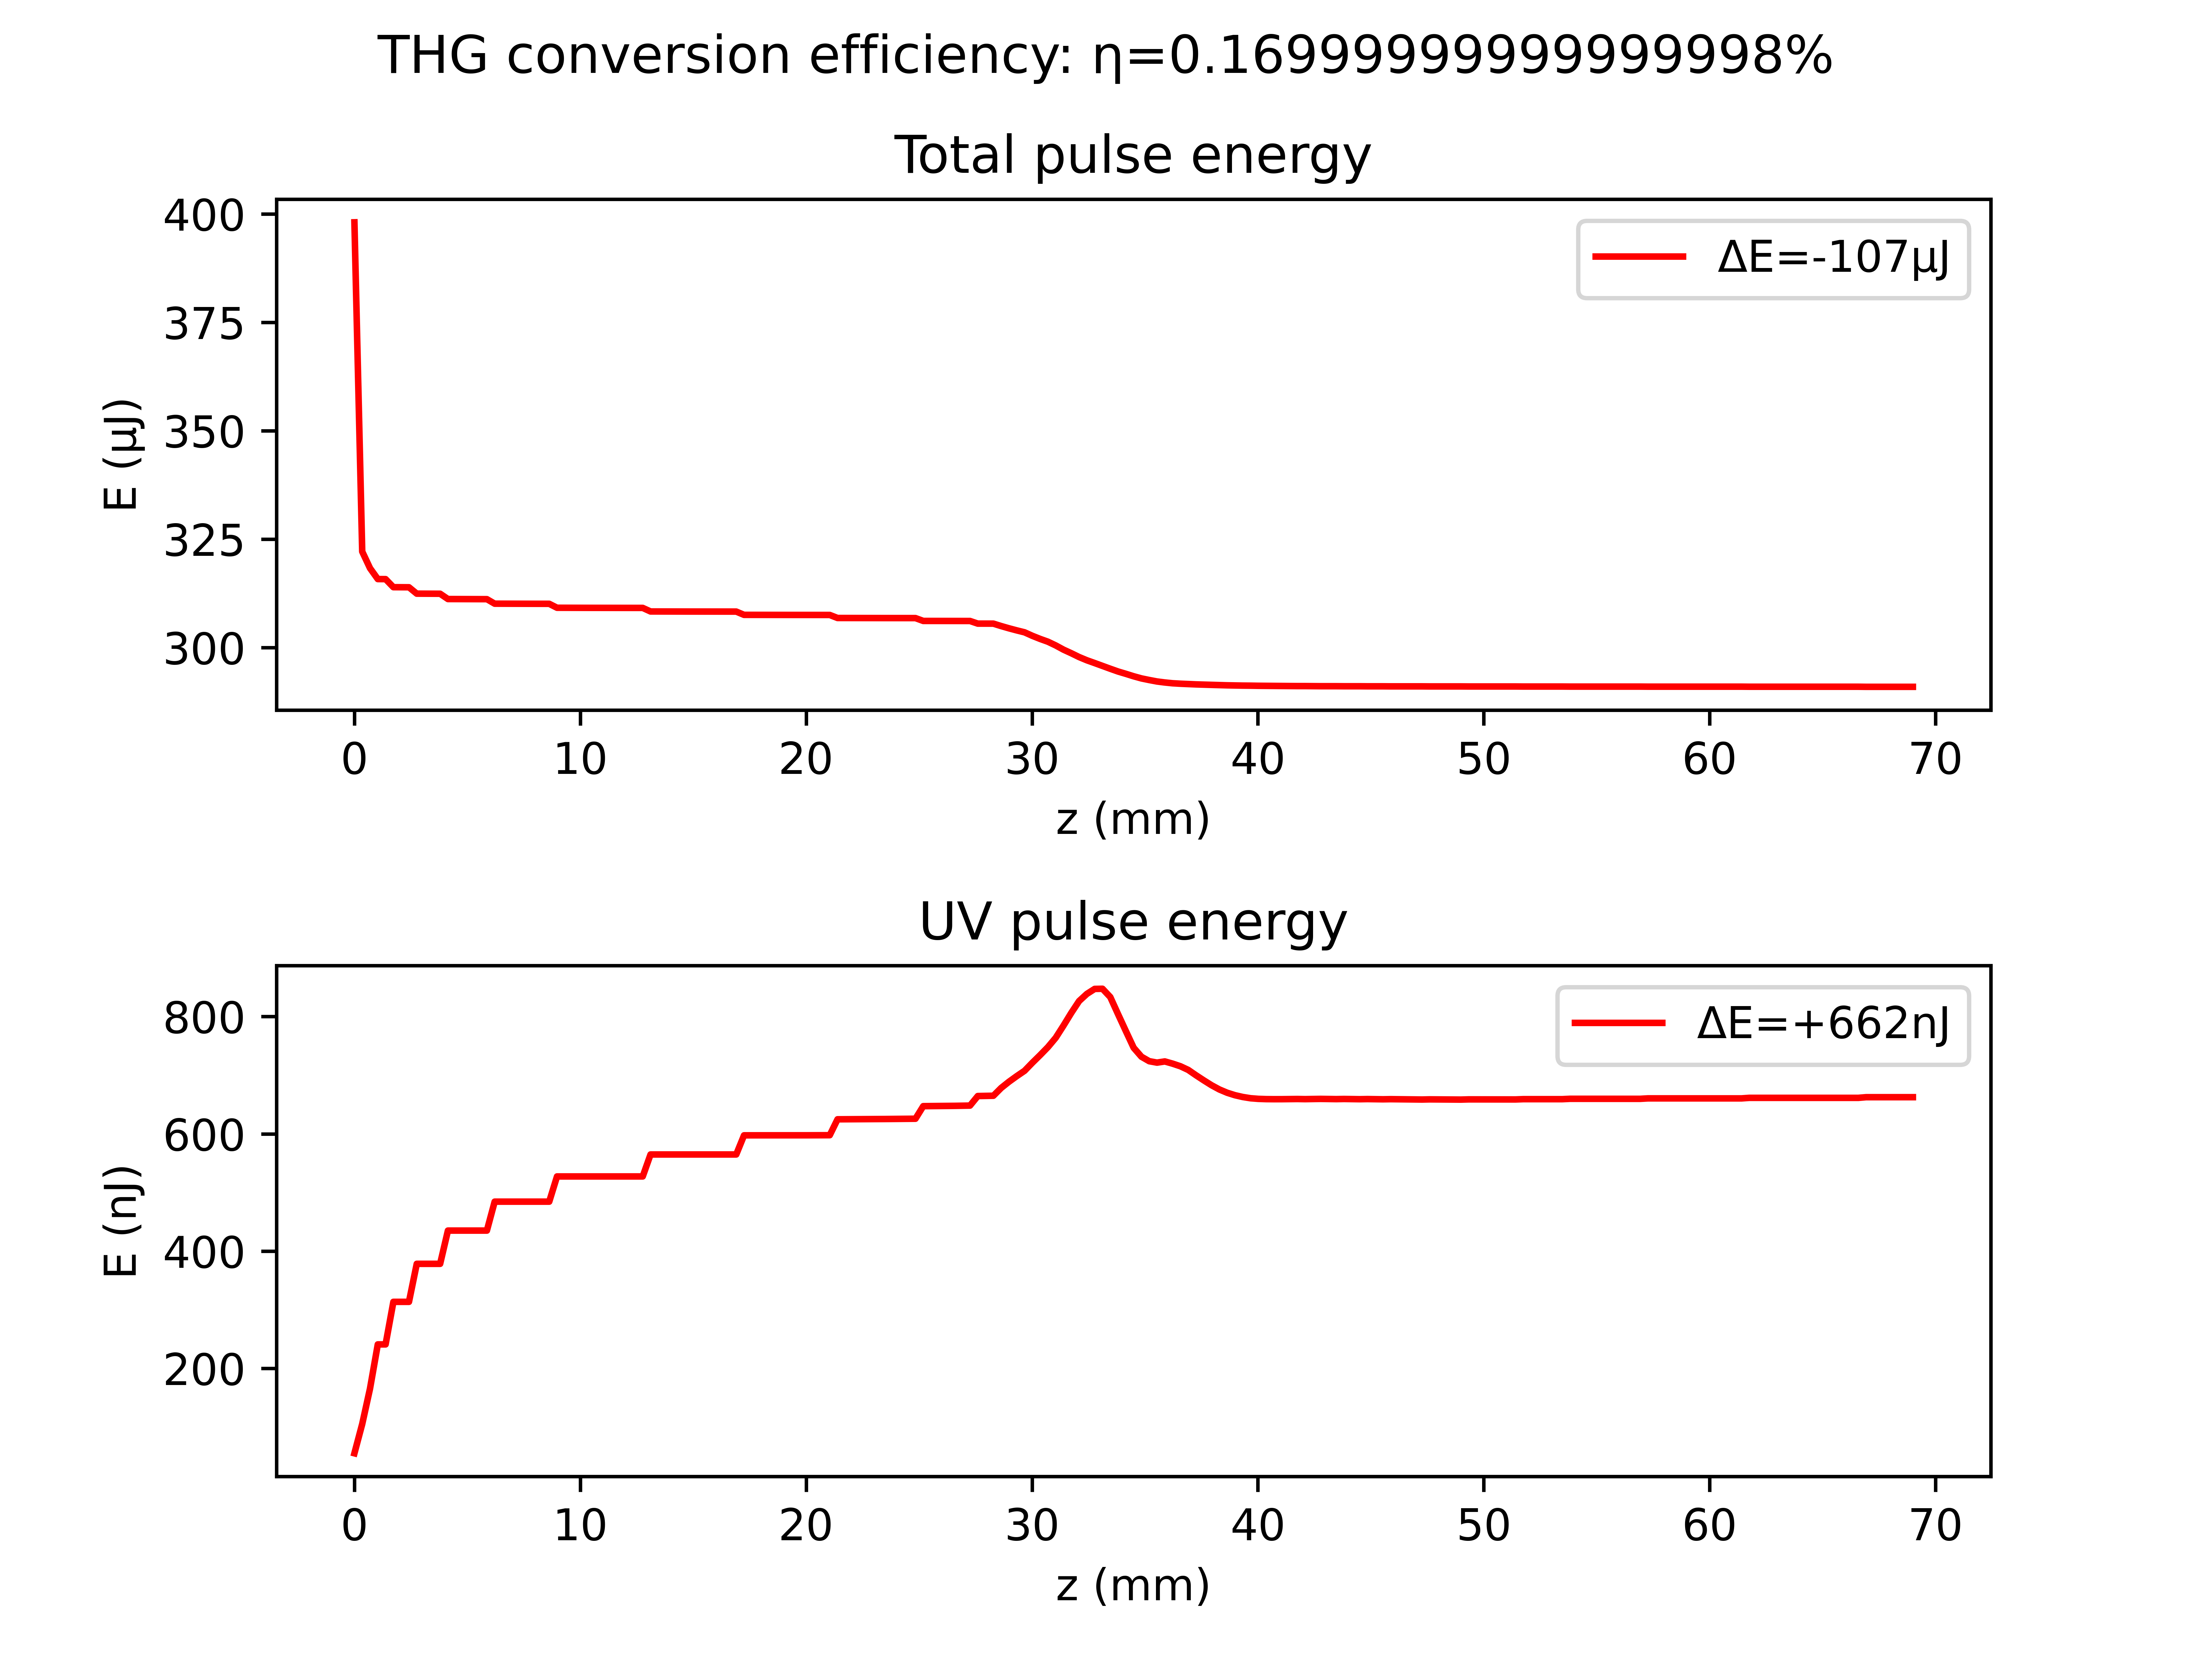 THG conversion efficiency: η=0.16999999999999998%
Total pulse energy
400
375
350
325
300
E (μJ)
ΔE=-107μJ
0 10 20 30 40 50 60 70
z (mm)
UV pulse energy
800
600
400
200
E (nJ)
ΔE=+662nJ
0 10 20 30 40 50 60 70
z (mm)